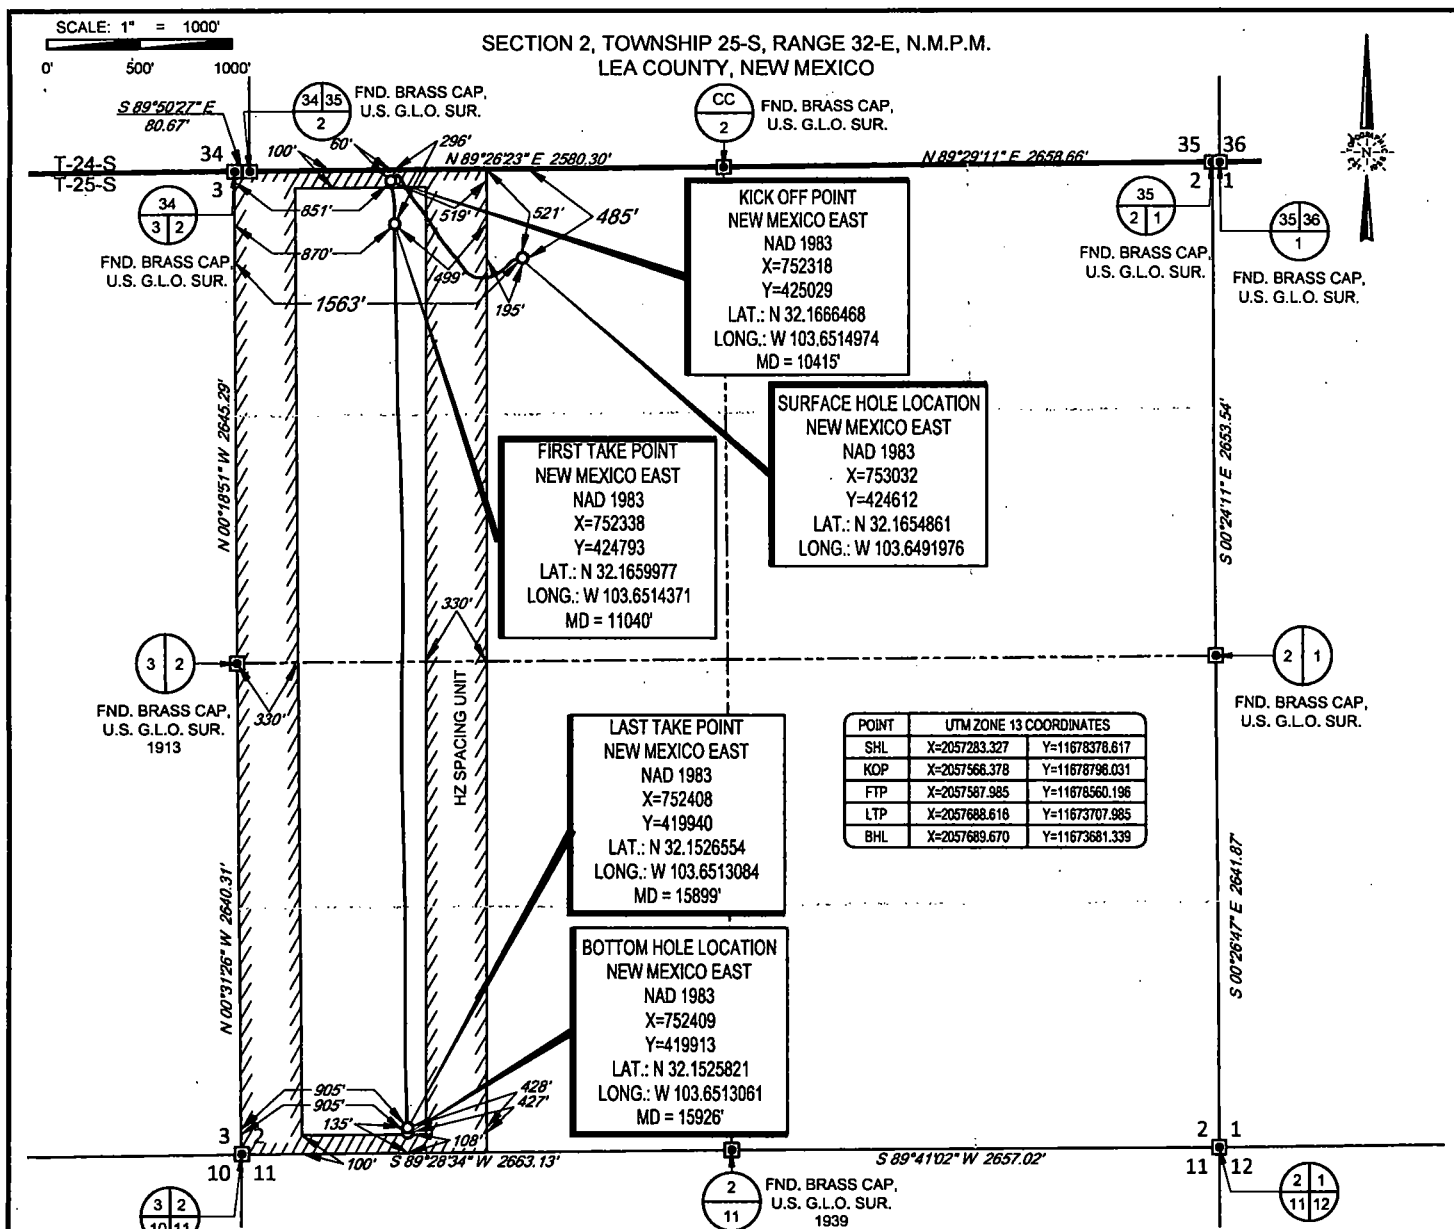 SCALE: 1" = 1000'
0' 500' 1000'
SECTION 2, TOWNSHIP 25-S, RANGE 32-E, N.M.P.M.
LEA COUNTY, NEW MEXICO
S 89°50'27" E
80.67'
34 35
2
FND. BRASS CAP,
U.S. G.L.O. SUR.
CC
2
FND. BRASS CAP,
U.S. G.L.O. SUR.
T-24-S
T-25-S
34
3
100'
60'
296'
N 89°26'23" E 2580.30'
N 89°29'11" E 2658.66'
35 36
2 1
34
3 2
FND. BRASS CAP,
U.S. G.L.O. SUR.
851'
870'
1563'
519'
499'
521'
485'
195'
35
2 1
FND. BRASS CAP,
U.S. G.L.O. SUR.
35 36
1
FND. BRASS CAP,
U.S. G.L.O. SUR.
N
KICK OFF POINT
NEW MEXICO EAST
NAD 1983
X=752318
Y=425029
LAT.: N 32.1666468
LONG.: W 103.6514974
MD = 10415'
SURFACE HOLE LOCATION
NEW MEXICO EAST
NAD 1983
X=753032
Y=424612
LAT.: N 32.1654861
LONG.: W 103.6491976
FIRST TAKE POINT
NEW MEXICO EAST
NAD 1983
X=752338
Y=424793
LAT.: N 32.1659977
LONG.: W 103.6514371
MD = 11040'
N 00°18'51" W 2645.29'
S 00°24'11" E 2653.54'
330'
3 2
FND. BRASS CAP,
U.S. G.L.O. SUR.
1913
330'
HZ SPACING UNIT
2 1
FND. BRASS CAP,
U.S. G.L.O. SUR.
LAST TAKE POINT
NEW MEXICO EAST
NAD 1983
X=752408
Y=419940
LAT.: N 32.1526554
LONG.: W 103.6513084
MD = 15899'
POINT UTM ZONE 13 COORDINATES
SHL X=2057283.327 Y=11678378.617
KOP X=2057566.378 Y=11678796.031
FTP X=2057587.985 Y=11678560.196
LTP X=2057688.616 Y=11673707.985
BHL X=2057689.670 Y=11673681.339
N 00°31'26" W 2640.31'
S 00°26'47" E 2641.87'
BOTTOM HOLE LOCATION
NEW MEXICO EAST
NAD 1983
X=752409
Y=419913
LAT.: N 32.1525821
LONG.: W 103.6513061
MD = 15926'
905'
905'
135'
428'
427'
108'
100'
3 2
10 11
S 89°28'34" W 2663.13'
S 89°41'02" W 2657.02'
2 1
11 12
3 2
10 11
2
11
FND. BRASS CAP,
U.S. G.L.O. SUR.
1939
2 1
11 12